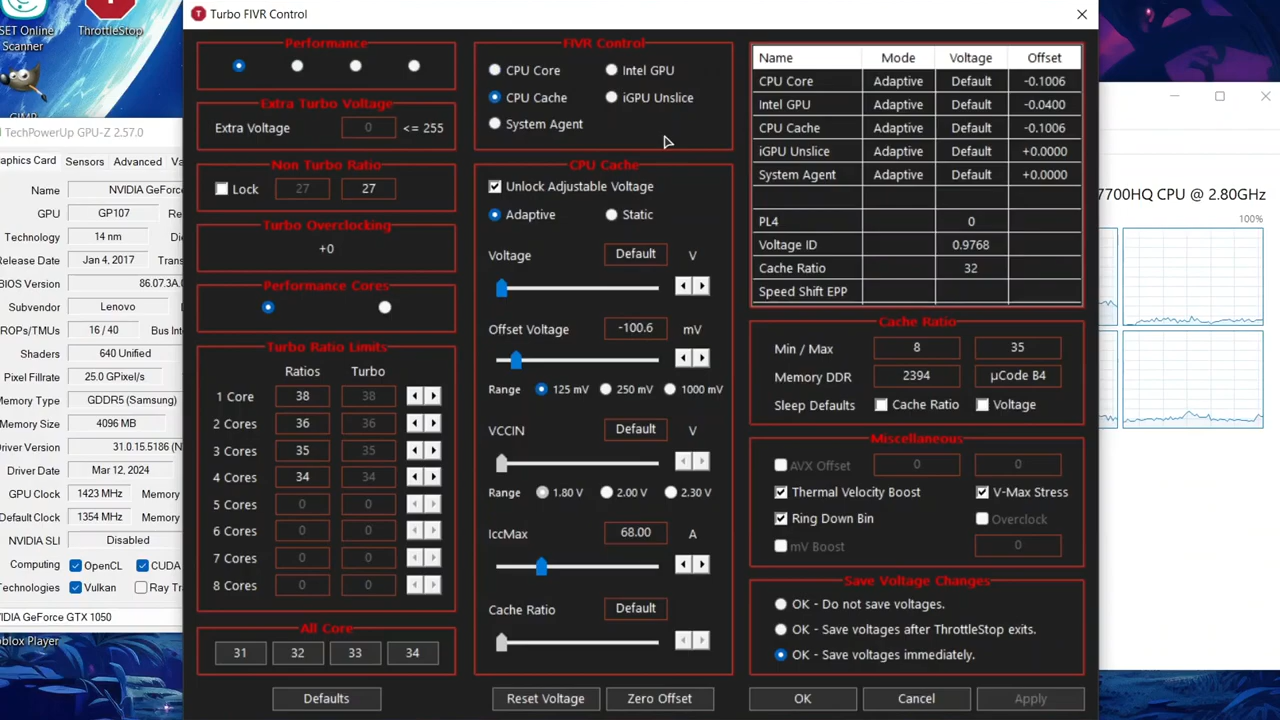 SET Online
Scanner
ThrottleStop
GIMP
TechPowerUp GPU-Z 2.57.0
aphics Card Sensors Advanced Va
Name NVIDIA GeForce
GPU GP107 Re
Technology 14 nm Die
Release Date Jan 4, 2017 Trans
BIOS Version 86.07.3A.0
Subvendor Lenovo
ROPs/TMUs 16 / 40 Bus Inte
Shaders 640 Unified
Pixel Fillrate 25.0 GPixel/s
Memory Type GDDR5 (Samsung)
Memory Size 4096 MB
Driver Version 31.0.15.5186 (N
Driver Date Mar 12, 2024
GPU Clock 1423 MHz Memory
Default Clock 1354 MHz Memory
NVIDIA SLI Disabled
Computing OpenCL CUDA
Technologies Vulkan Ray Tr
VIDIA GeForce GTX 1050
oblox Player
Turbo FIVR Control
Performance
Extra Turbo Voltage
Extra Voltage 0 <= 255
Non Turbo Ratio
Lock 27 27
Turbo Overclocking
+0
Performance Cores
Turbo Ratio Limits
Ratios Turbo
1 Core 38 38
2 Cores 36 36
3 Cores 35 35
4 Cores 34 34
5 Cores 0 0
6 Cores 0 0
7 Cores 0 0
8 Cores 0 0
All Core
31 32 33 34
Defaults
FIVR Control
CPU Core Intel GPU
CPU Cache iGPU Unslice
System Agent
CPU Cache
Unlock Adjustable Voltage
Adaptive Static
Voltage Default V
Offset Voltage -100.6 mV
Range 125 mV 250 mV 1000 mV
VCCIN Default V
Range 1.80 V 2.00 V 2.30 V
IccMax 68.00 A
Cache Ratio Default
Reset Voltage Zero Offset
Name Mode Voltage Offset
CPU Core Adaptive Default -0.1006
Intel GPU Adaptive Default -0.0400
CPU Cache Adaptive Default -0.1006
iGPU Unslice Adaptive Default +0.0000
System Agent Adaptive Default +0.0000
PL4 0
Voltage ID 0.9768
Cache Ratio 32
Speed Shift EPP
Cache Ratio
Min / Max 8 35
Memory DDR 2394 µCode B4
Sleep Defaults Cache Ratio Voltage
Miscellaneous
AVX Offset 0 0
Thermal Velocity Boost V-Max Stress
Ring Down Bin Overclock
mV Boost 0
Save Voltage Changes
OK - Do not save voltages.
OK - Save voltages after ThrottleStop exits.
OK - Save voltages immediately.
OK Cancel Apply
7700HQ CPU @ 2.80GHz
100%